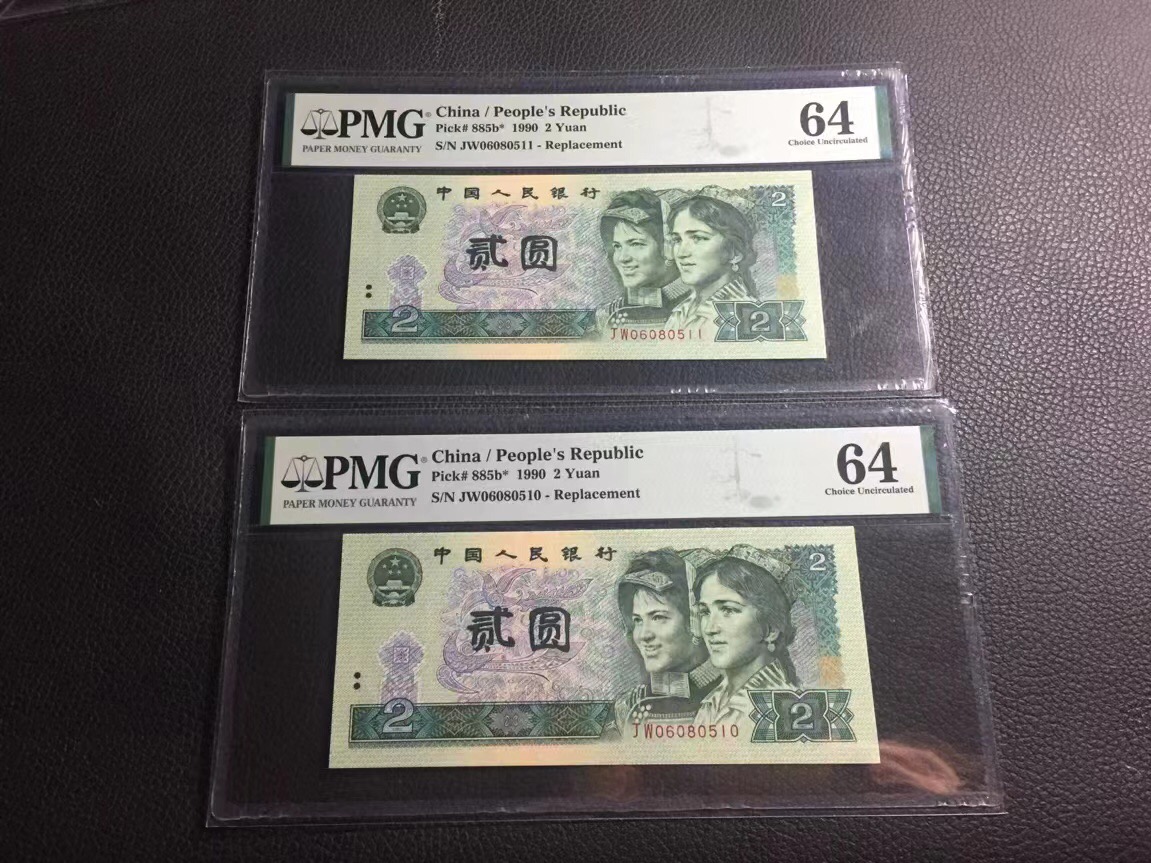 PMG®
PAPER MONEY GUARANTY
China / People's Republic
Pick# 885b* 1990 2 Yuan
S/N JW06080511 - Replacement
64
Choice Uncirculated
中国人民银行
2
贰圆
2
JW06080511
2
PMG®
PAPER MONEY GUARANTY
China / People's Republic
Pick# 885b* 1990 2 Yuan
S/N JW06080510 - Replacement
64
Choice Uncirculated
中国人民银行
2
贰圆
2
JW06080510
2